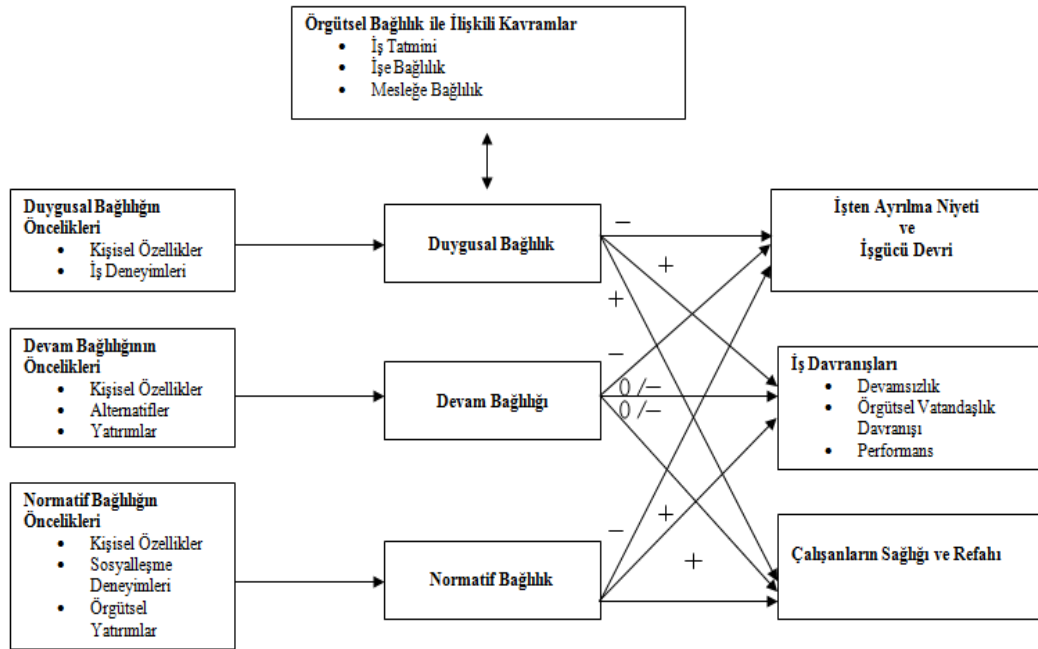 Örgütsel Bağlılık ile İlişkili Kavramlar
• İş Tatmini
• İşe Bağlılık
• Mesleğe Bağlılık
Duygusal Bağlılığın
Öncelikleri
• Kişisel Özellikler
• İş Deneyimleri
Duygusal Bağlılık
−
+
+
İşten Ayrılma Niyeti
ve
İşgücü Devri
Devam Bağlılığının
Öncelikleri
• Kişisel Özellikler
• Alternatifler
• Yatırımlar
Devam Bağlılığı
−
0 /−
0 /−
İş Davranışları
• Devamsızlık
• Örgütsel Vatandaşlık
Davranışı
• Performans
Normatif Bağlılığın
Öncelikleri
• Kişisel Özellikler
• Sosyalleşme
Deneyimleri
• Örgütsel
Yatırımlar
Normatif Bağlılık
−
+
+
Çalışanların Sağlığı ve Refahı